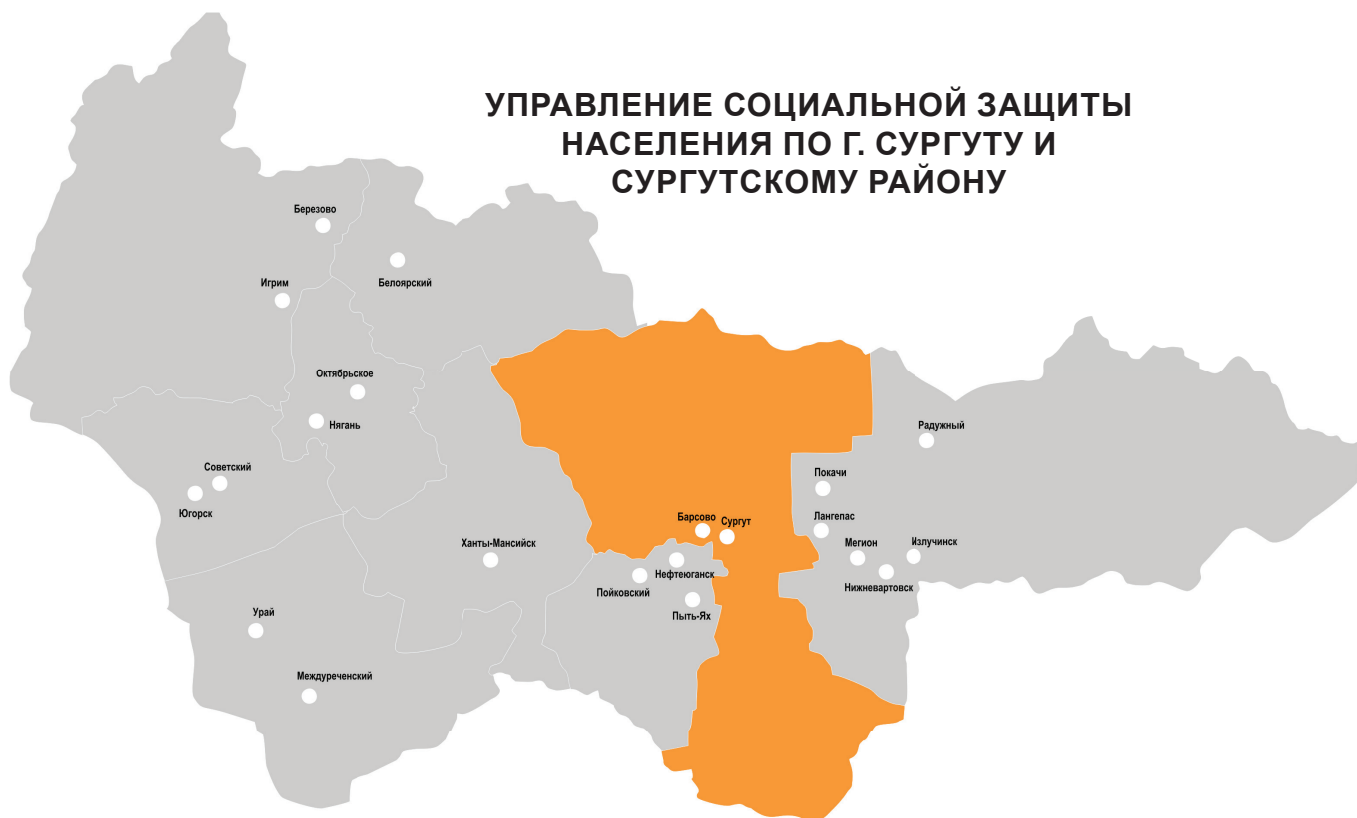 УПРАВЛЕНИЕ СОЦИАЛЬНОЙ ЗАЩИТЫ
НАСЕЛЕНИЯ ПО Г. СУРГУТУ И
СУРГУТСКОМУ РАЙОНУ
Березово
Белоярский
Игрим
Октябрьское
Нягань
Радужный
Советский
Покачи
Югорск
Барсово
Сургут
Лангепас
Ханты-Мансийск
Мегион
Излучинск
Нефтеюганск
Пойковский
Нижневартовск
Урай
Пыть-Ях
Междуреченский